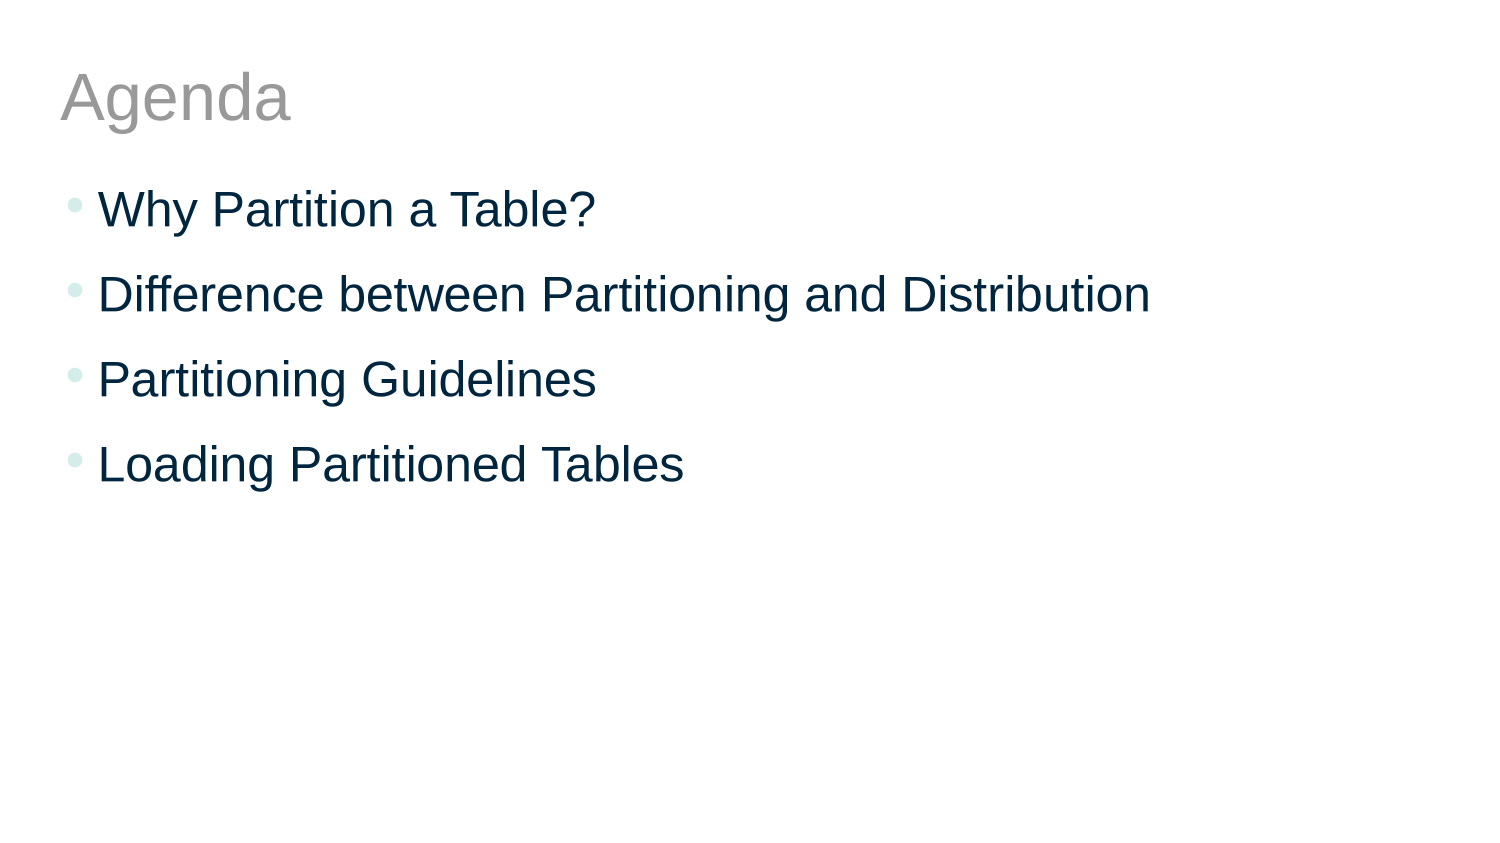 Agenda
• Why Partition a Table?
• Difference between Partitioning and Distribution
• Partitioning Guidelines
• Loading Partitioned Tables